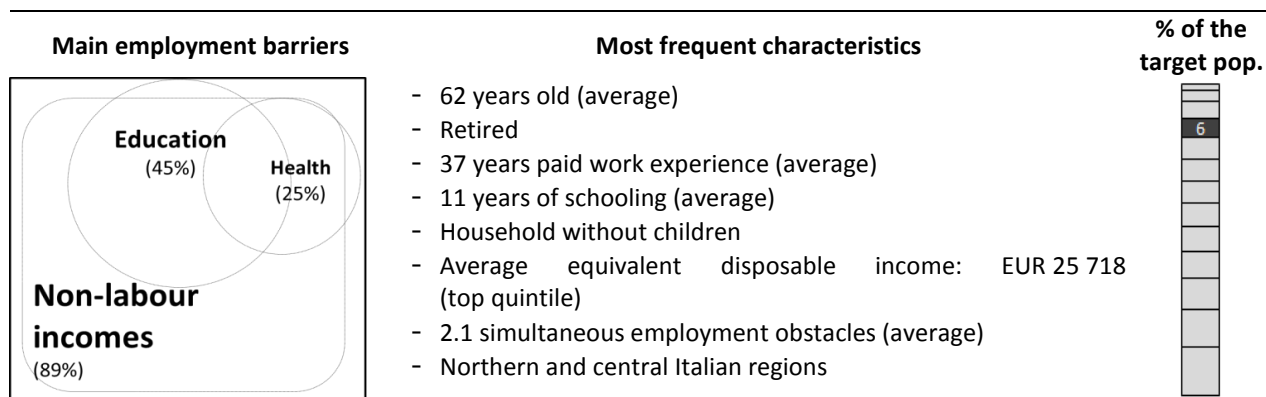 Main employment barriers
Most frequent characteristics
% of the
target pop.
Education
(45%)
Health
(25%)
Non-labour
incomes
(89%)
- 62 years old (average)
- Retired
- 37 years paid work experience (average)
- 11 years of schooling (average)
- Household without children
- Average equivalent disposable income: EUR 25 718
(top quintile)
- 2.1 simultaneous employment obstacles (average)
- Northern and central Italian regions
6